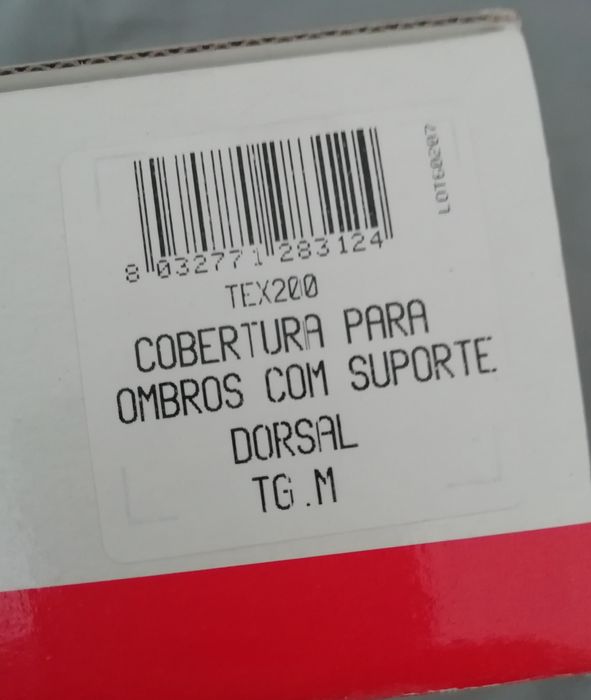 8 032771 283124
LOT60207
TEX200
COBERTURA PARA
OMBROS COM SUPORTE
DORSAL
TG.M